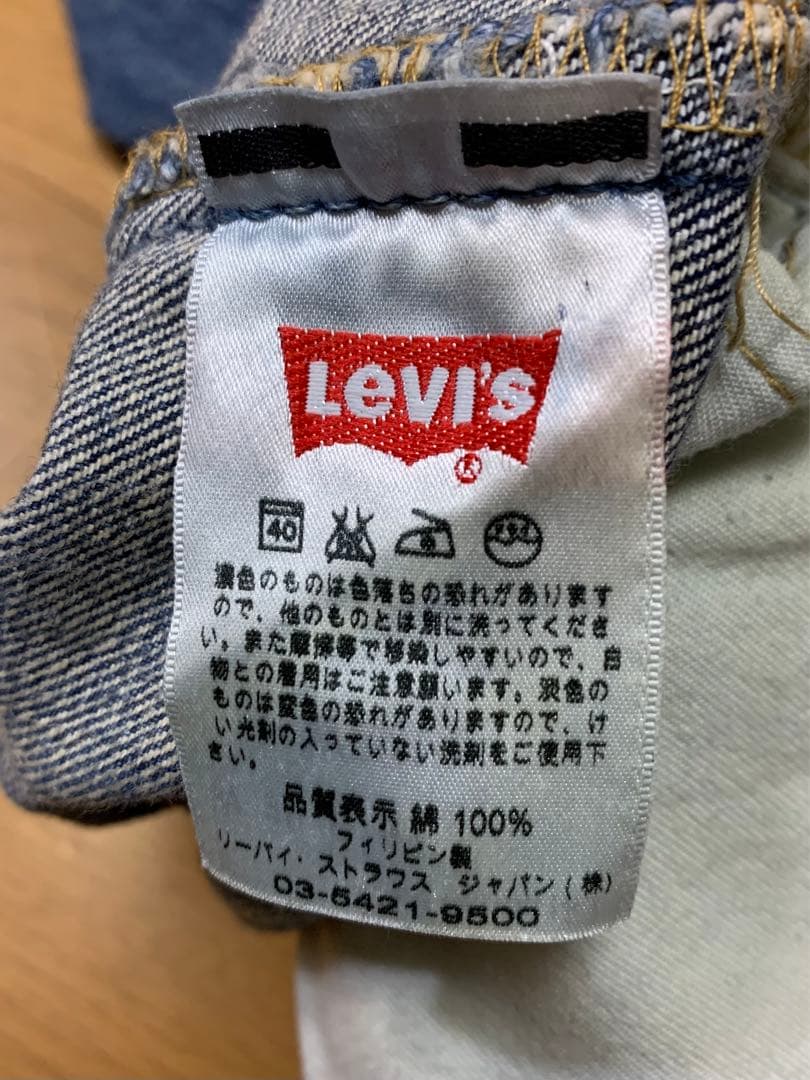 Levi's®
40
濃色のものは色落ちの恐れがあります
ので、他のものとは別に洗ってくださ
い。また摩擦等で移染しやすいので、白
物との着用はご注意願います。淡色の
ものは変色の恐れがありますので、け
い光剤の入っていない洗剤をご使用下
さい。
品質表示 綿 100%
フィリピン製
リーバイ・ストラウス ジャパン(株)
03-5421-9500